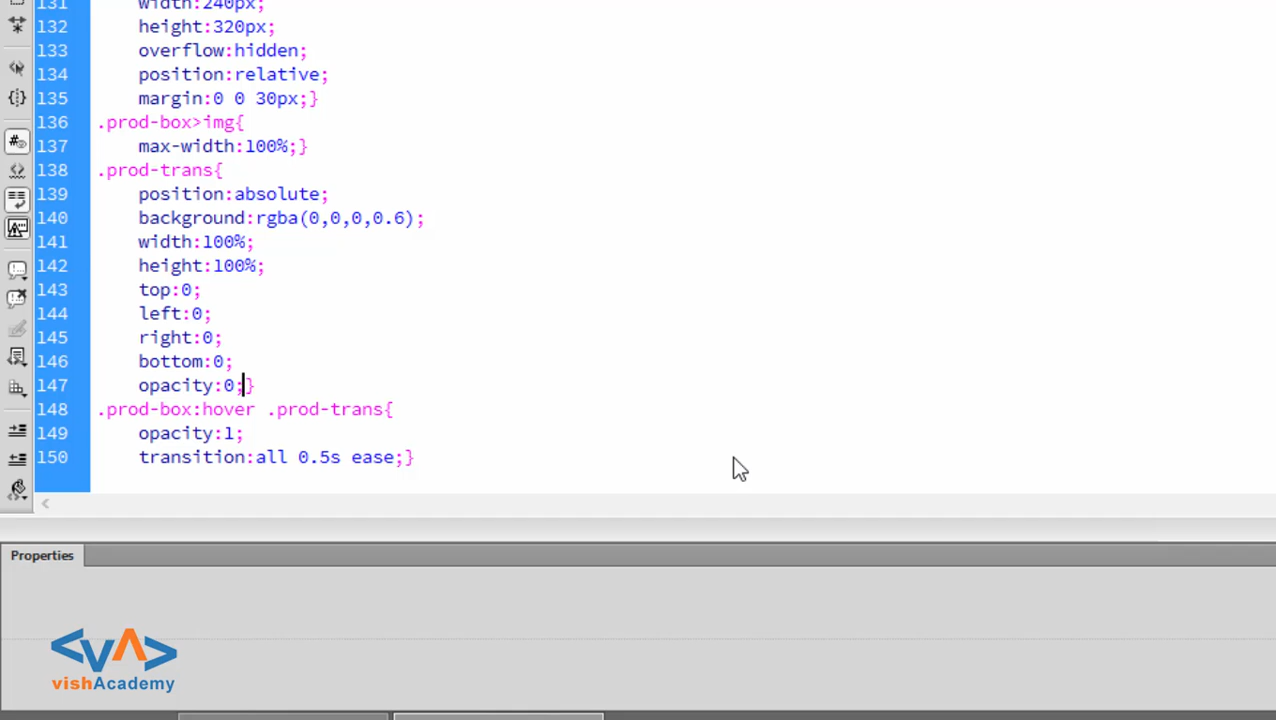 131 width:240px;
132 height:320px;
133 overflow:hidden;
134 position:relative;
135 margin:0 0 30px;}
136 .prod-box>img{
137 max-width:100%;}
138 .prod-trans{
139 position:absolute;
140 background:rgba(0,0,0,0.6);
141 width:100%;
142 height:100%;
143 top:0;
144 left:0;
145 right:0;
146 bottom:0;
147 opacity:0;}
148 .prod-box:hover .prod-trans{
149 opacity:1;
150 transition:all 0.5s ease;}
Properties
<VA>
vishAcademy